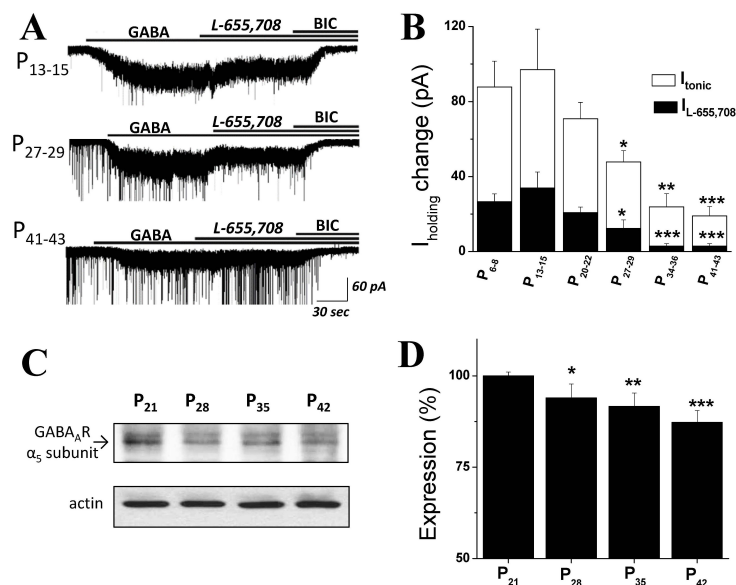 A
GABA
L-655,708
BIC
P13-15
GABA
L-655,708
BIC
P27-29
GABA
L-655,708
BIC
P41-43
60 pA
30 sec
B
Iholding change (pA)
120
80
40
0
Itonic
IL-655,708
*
**
***
*
***
***
P6-8
P13-15
P20-22
P27-29
P34-36
P41-43
C
P21
P28
P35
P42
GABAAR
α5 subunit
actin
D
Expression (%)
100
75
50
*
**
***
P21
P28
P35
P42